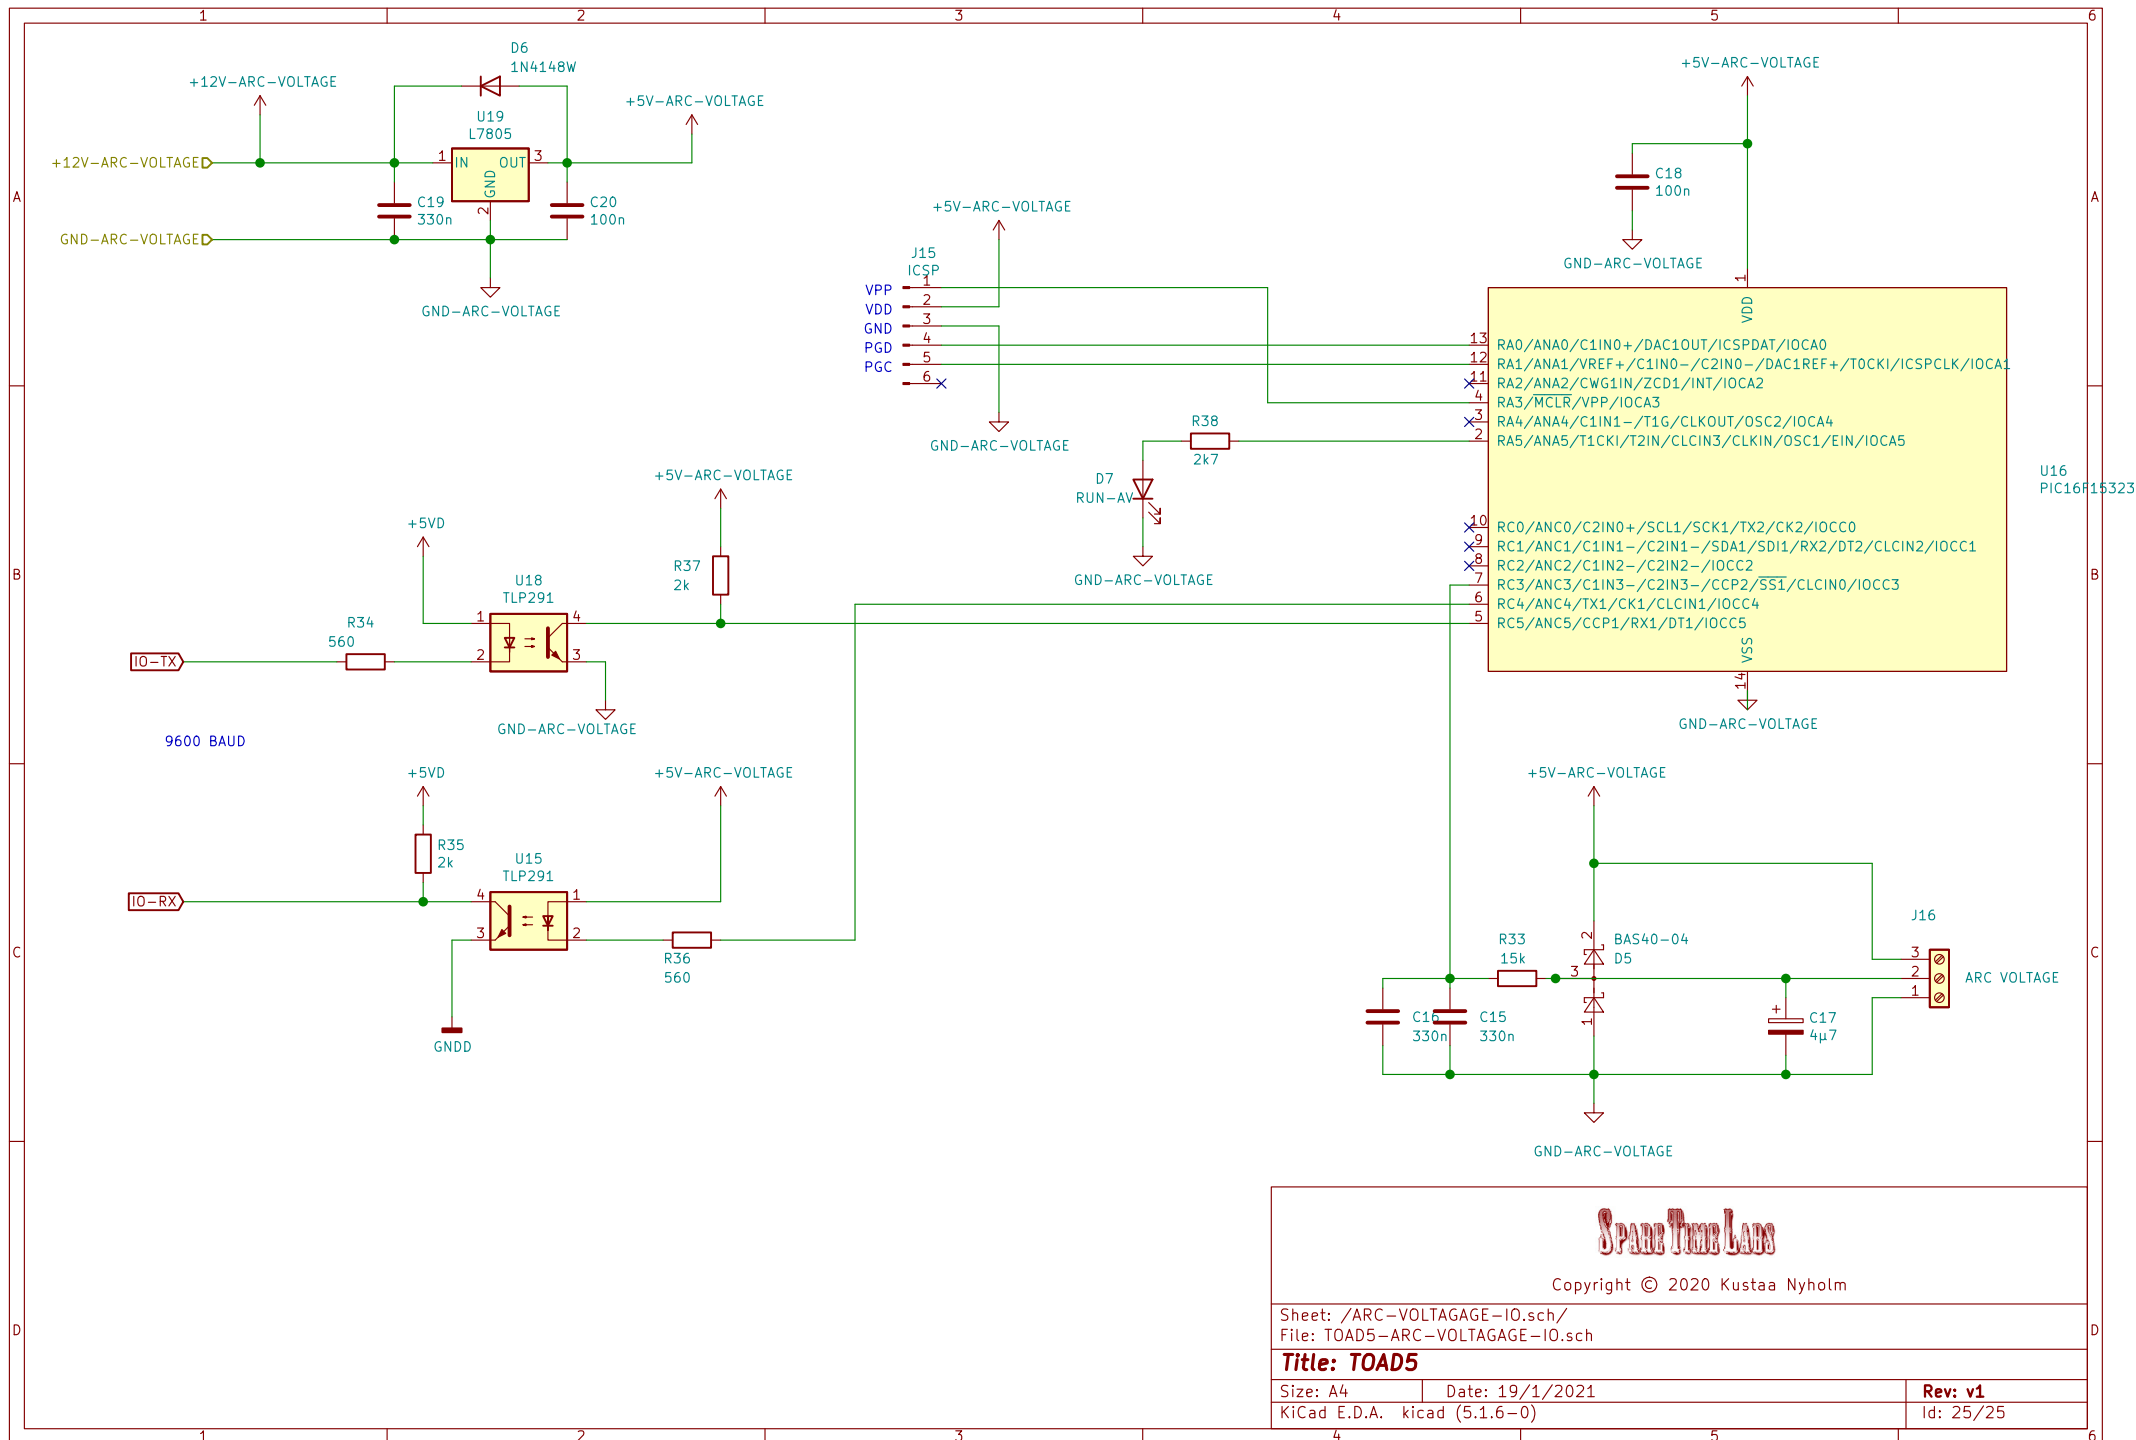 1 2 3 4 5 6
A
B
C
D
A
B
C
D
D6
1N4148W
+12V-ARC-VOLTAGE
+5V-ARC-VOLTAGE
U19
L7805
+12V-ARC-VOLTAGE
1 IN OUT 3
GND
2
C19
330n
C20
100n
GND-ARC-VOLTAGE
GND-ARC-VOLTAGE
+5V-ARC-VOLTAGE
C18
100n
GND-ARC-VOLTAGE
+5V-ARC-VOLTAGE
J15
ICSP
VPP 1
VDD 2
GND 3
PGD 4
PGC 5
6
GND-ARC-VOLTAGE
R38
2k7
D7
RUN-AV
GND-ARC-VOLTAGE
1
VDD
13 RA0/ANA0/C1IN0+/DAC1OUT/ICSPDAT/IOCA0
12 RA1/ANA1/VREF+/C1IN0-/C2IN0-/DAC1REF+/T0CKI/ICSPCLK/IOCA1
11 RA2/ANA2/CWG1IN/ZCD1/INT/IOCA2
4 RA3/MCLR/VPP/IOCA3
3 RA4/ANA4/C1IN1-/T1G/CLKOUT/OSC2/IOCA4
2 RA5/ANA5/T1CKI/T2IN/CLCIN3/CLKIN/OSC1/EIN/IOCA5
U16
PIC16F15323
10 RC0/ANC0/C2IN0+/SCL1/SCK1/TX2/CK2/IOCC0
9 RC1/ANC1/C1IN1-/C2IN1-/SDA1/SDI1/RX2/DT2/CLCIN2/IOCC1
8 RC2/ANC2/C1IN2-/C2IN2-/IOCC2
7 RC3/ANC3/C1IN3-/C2IN3-/CCP2/SS1/CLCIN0/IOCC3
6 RC4/ANC4/TX1/CK1/CLCIN1/IOCC4
5 RC5/ANC5/CCP1/RX1/DT1/IOCC5
VSS
14
GND-ARC-VOLTAGE
+5V-ARC-VOLTAGE
+5VD
R37
2k
U18
TLP291
1
4
2
3
R34
560
IO-TX
GND-ARC-VOLTAGE
9600 BAUD
+5VD
+5V-ARC-VOLTAGE
R35
2k
U15
TLP291
IO-RX
4
1
3
2
R36
560
GNDD
+5V-ARC-VOLTAGE
J16
2
BAS40-04
D5
R33
15k
3
1
3
2
1
ARC VOLTAGE
C16
330n
C15
330n
+
C17
4µ7
GND-ARC-VOLTAGE
Spare Time Labs
Copyright © 2020 Kustaa Nyholm
Sheet: /ARC-VOLTAGAGE-IO.sch/
File: TOAD5-ARC-VOLTAGAGE-IO.sch
Title: TOAD5
Size: A4 Date: 19/1/2021 Rev: v1
KiCad E.D.A. kicad (5.1.6-0) Id: 25/25
1 2 3 4 5 6